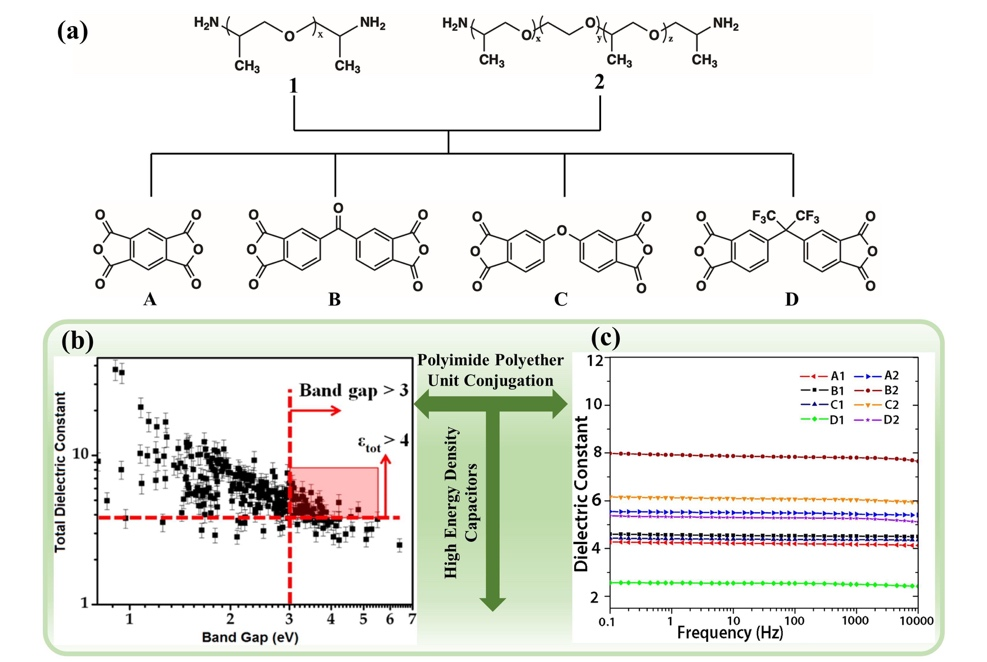 (a)
H₂N ( O )x NH₂
CH₃ CH₃
1
H₂N ( O )x ( O )y ( O )z NH₂
CH₃ CH₃ CH₃
2
O O O O O O
A
O O O O O O O
B
O O O O O O O
C
F₃C CF₃
O O O O O O
D
(b)
Total Dielectric Constant
10
1
Band gap > 3
εtot > 4
1 2 3 4 5 6 7
Band Gap (eV)
Polyimide Polyether
Unit Conjugation
High Energy Density
Capacitors
(c)
Dielectric Constant
12
10
8
6
4
2
A1 A2
B1 B2
C1 C2
D1 D2
0.1 1 10 100 1000 10000
Frequency (Hz)